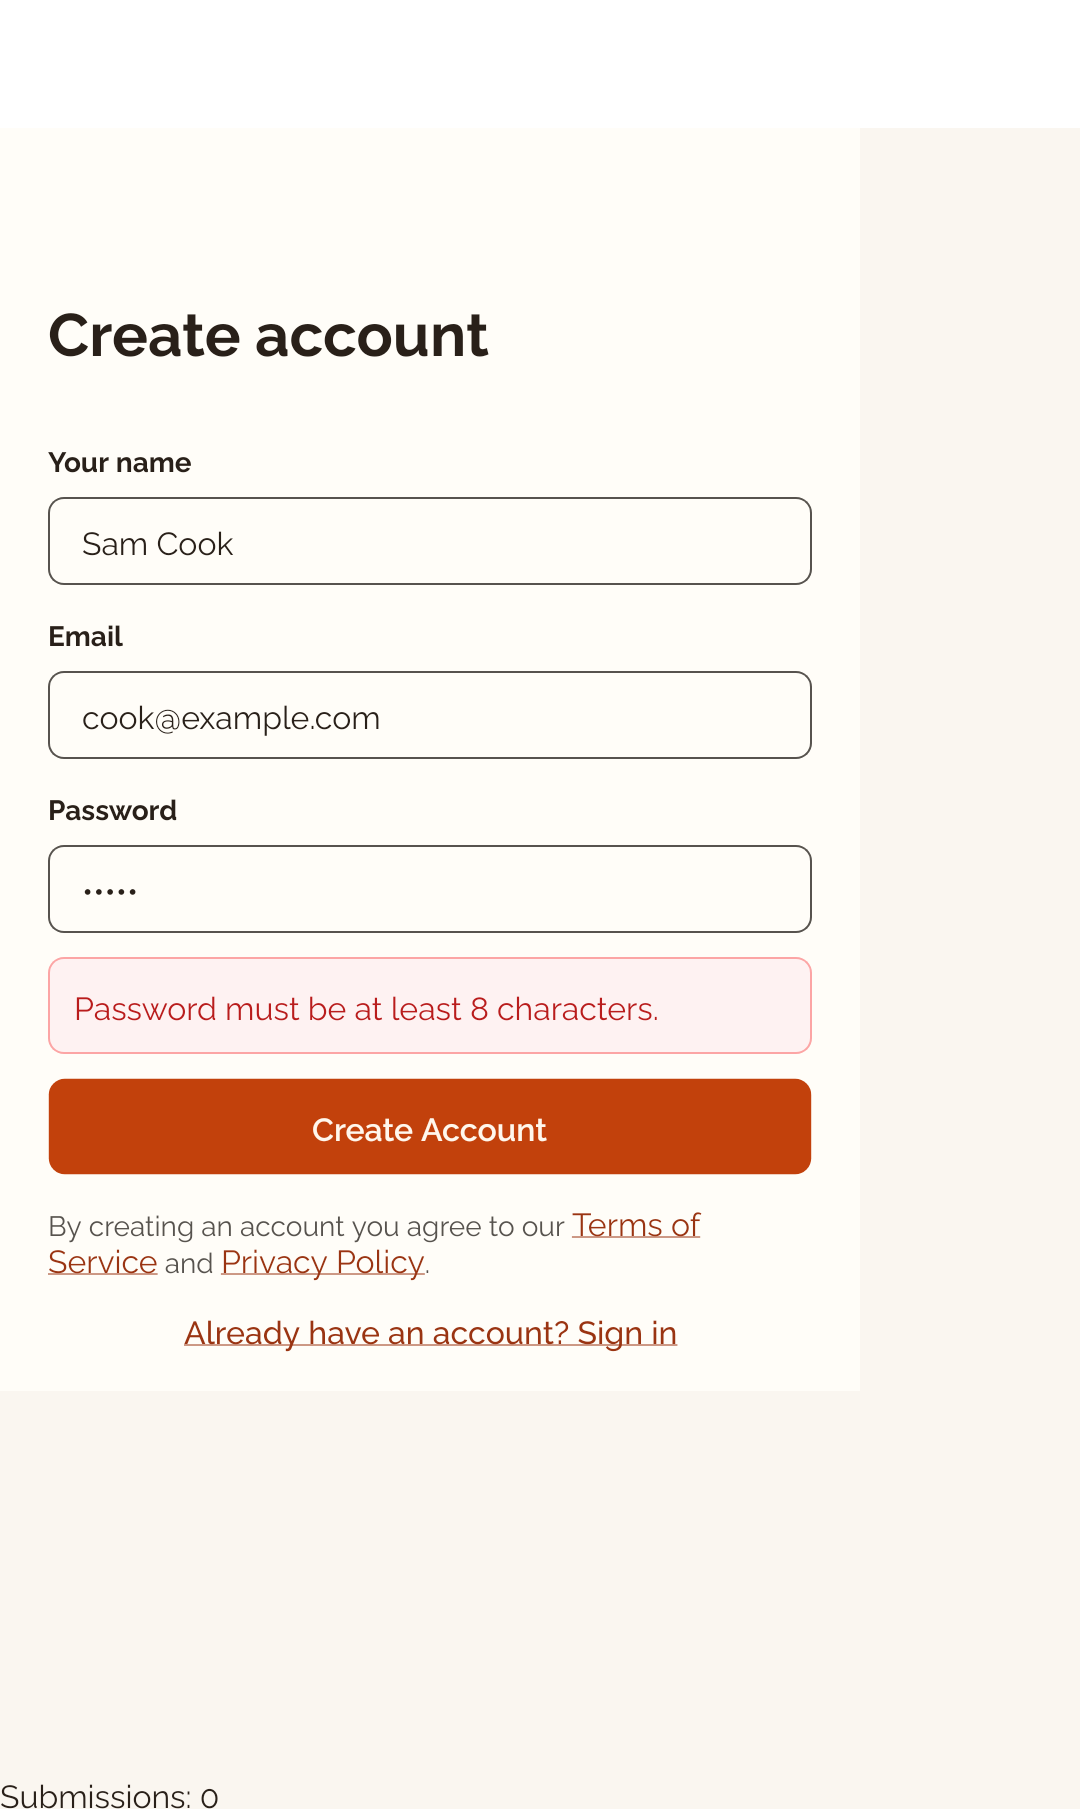 Create account
Your name
Sam Cook
Email
cook@example.com
Password
•••••
Password must be at least 8 characters.
Create Account
By creating an account you agree to our Terms of
Service and Privacy Policy.
Already have an account? Sign in
Submissions: 0